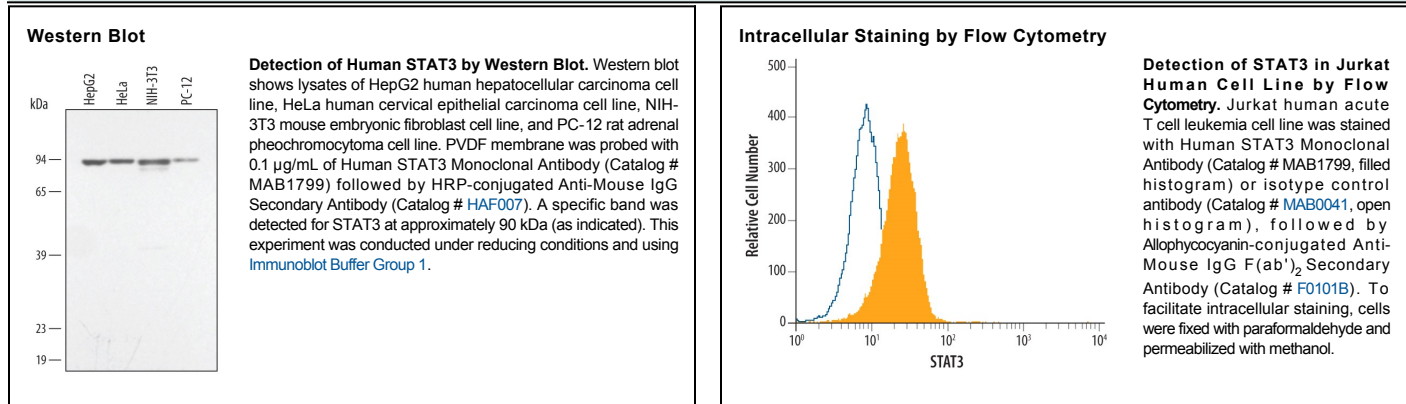 Western Blot
HepG2
HeLa
NIH-3T3
PC-12
kDa
94
65
39
23
19
Detection of Human STAT3 by Western Blot. Western blot
shows lysates of HepG2 human hepatocellular carcinoma cell
line, HeLa human cervical epithelial carcinoma cell line, NIH-
3T3 mouse embryonic fibroblast cell line, and PC-12 rat adrenal
pheochromocytoma cell line. PVDF membrane was probed with
0.1 µg/mL of Human STAT3 Monoclonal Antibody (Catalog #
MAB1799) followed by HRP-conjugated Anti-Mouse IgG
Secondary Antibody (Catalog # HAF007). A specific band was
detected for STAT3 at approximately 90 kDa (as indicated). This
experiment was conducted under reducing conditions and using
Immunoblot Buffer Group 1.
Intracellular Staining by Flow Cytometry
500
400
300
200
100
0
Relative Cell Number
10⁰ 10¹ 10² 10³ 10⁴
STAT3
Detection of STAT3 in Jurkat
Human Cell Line by Flow
Cytometry. Jurkat human acute
T cell leukemia cell line was stained
with Human STAT3 Monoclonal
Antibody (Catalog # MAB1799, filled
histogram) or isotype control
antibody (Catalog # MAB0041, open
histogram), followed by
Allophycocyanin-conjugated Anti-
Mouse IgG F(ab')₂ Secondary
Antibody (Catalog # F0101B). To
facilitate intracellular staining, cells
were fixed with paraformaldehyde and
permeabilized with methanol.